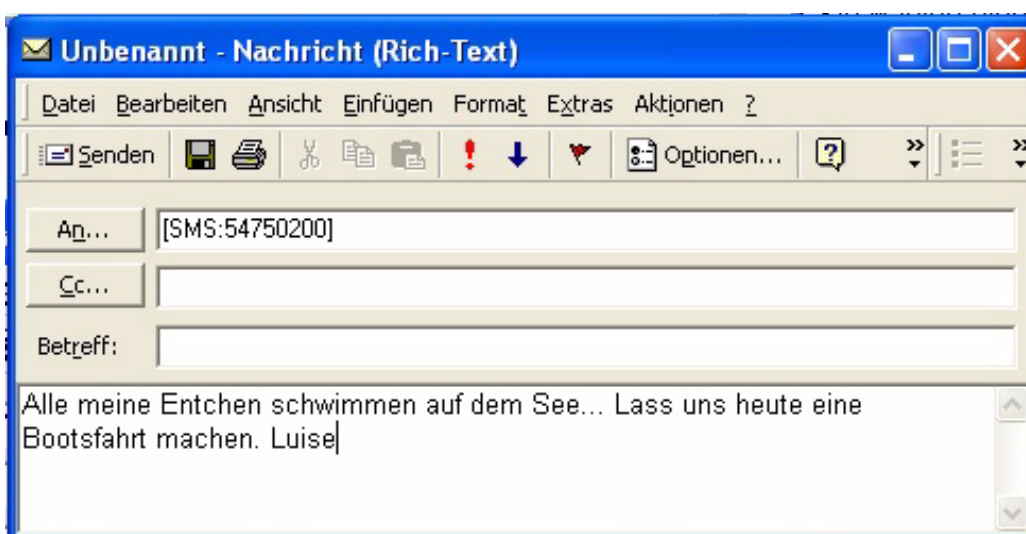 Unbenannt - Nachricht (Rich-Text)
Datei Bearbeiten Ansicht Einfügen Format Extras Aktionen ?
Senden Optionen...
An... [SMS:54750200]
Cc...
Betreff:
Alle meine Entchen schwimmen auf dem See... Lass uns heute eine
Bootsfahrt machen. Luise